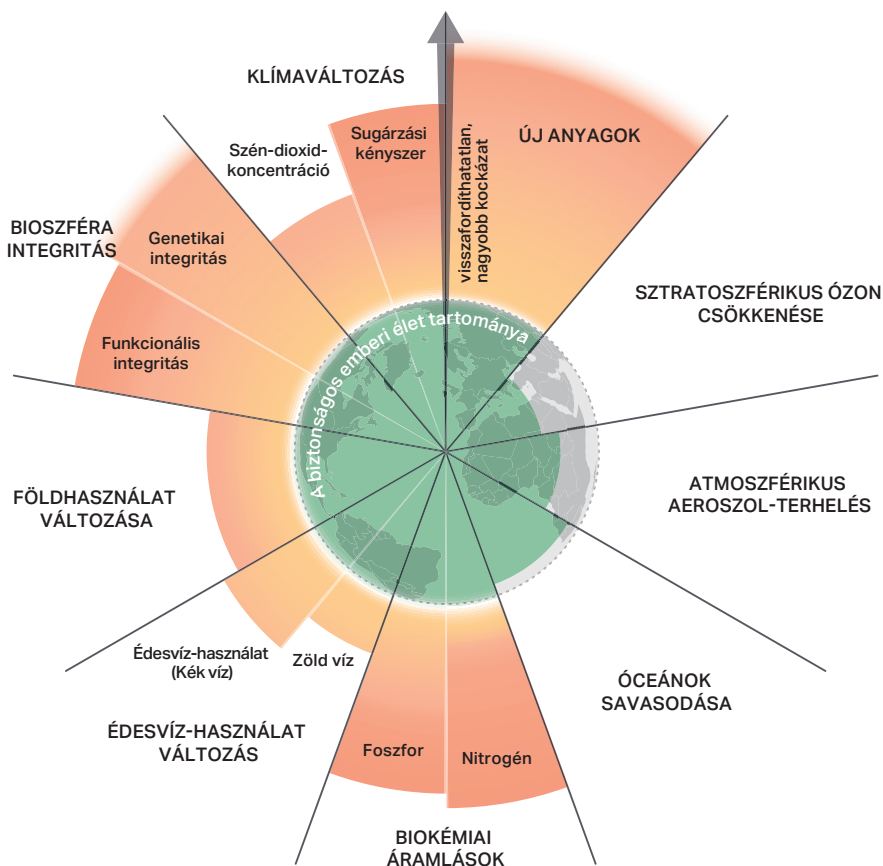 KLÍMAVÁLTOZÁS
Szén-dioxid-
koncentráció
Sugárzási
kényszer
visszafordíthatatlan,
nagyobb kockázat
ÚJ ANYAGOK
SZTRATOSZFÉRIKUS ÓZON
CSÖKKENÉSE
ATMOSZFÉRIKUS
AEROSZOL-TERHELÉS
ÓCEÁNOK
SAVASODÁSA
Nitrogén
Foszfor
BIOKÉMIAI
ÁRAMLÁSOK
Zöld víz
Édesvíz-használat
(Kék víz)
ÉDESVÍZ-HASZNÁLAT
VÁLTOZÁS
FÖLDHASZNÁLAT
VÁLTOZÁSA
Funkcionális
integritás
Genetikai
integritás
BIOSZFÉRA
INTEGRITÁS
A biztonságos emberi élet tartománya